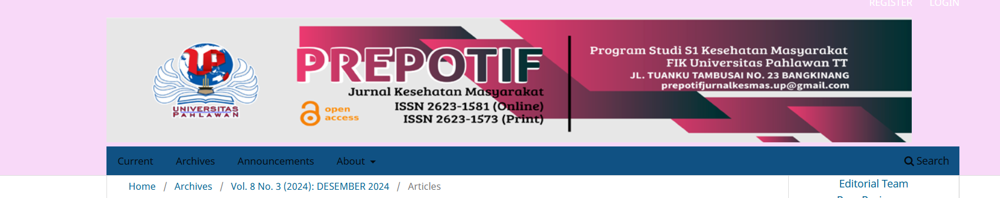 REGISTER LOGIN
UP
UNIVERSITAS
PAHLAWAN
PREPOTIF
Jurnal Kesehatan Masyarakat
ISSN 2623-1581 (Online)
ISSN 2623-1573 (Print)
open
access
Program Studi S1 Kesehatan Masyarakat
FIK Universitas Pahlawan TT
JL. TUANKU TAMBUSAI NO. 23 BANGKINANG
prepotifjurnalkesmas.up@gmail.com
Current Archives Announcements About Search
Home / Archives / Vol. 8 No. 3 (2024): DESEMBER 2024 / Articles
Editorial Team